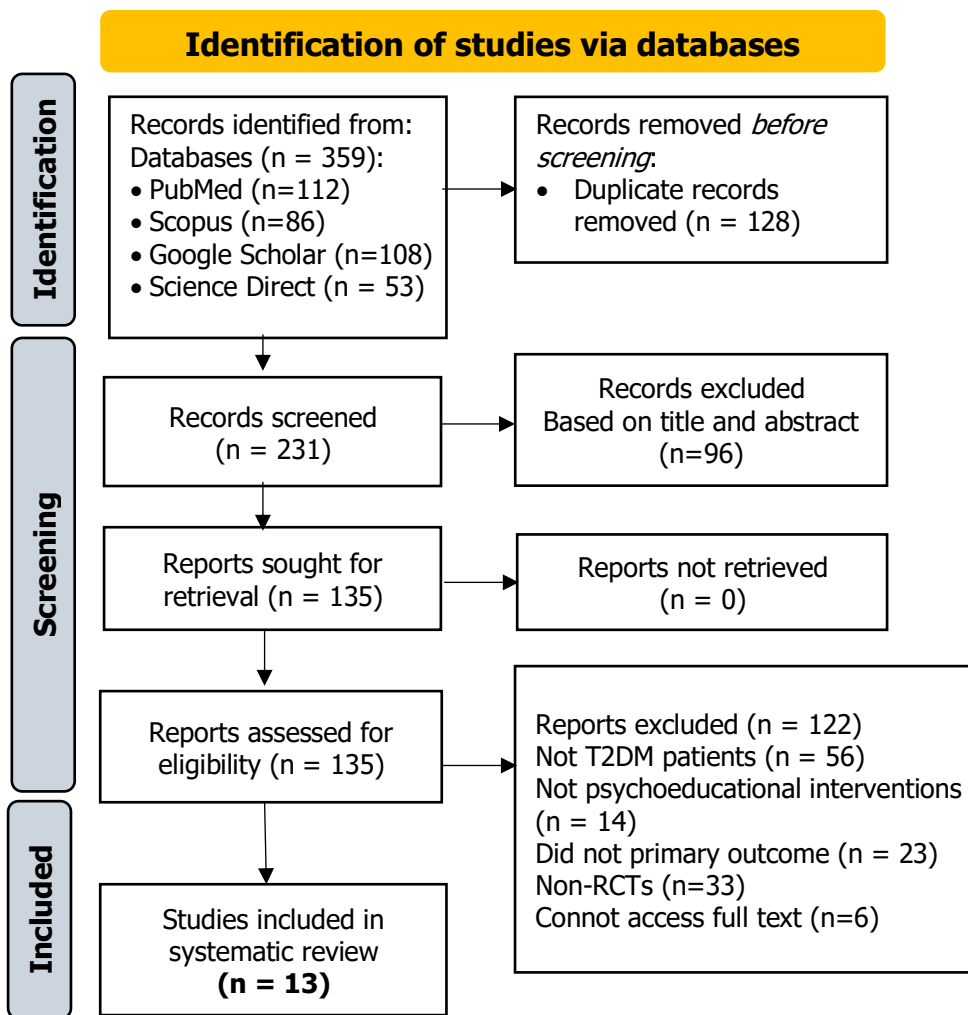 Identification of studies via databases
Identification
Records identified from:
Databases (n = 359):
• PubMed (n=112)
• Scopus (n=86)
• Google Scholar (n=108)
• Science Direct (n = 53)
Records removed before
screening:
• Duplicate records
removed (n = 128)
Screening
Records screened
(n = 231)
Records excluded
Based on title and abstract
(n=96)
Reports sought for
retrieval (n = 135)
Reports not retrieved
(n = 0)
Reports assessed for
eligibility (n = 135)
Reports excluded (n = 122)
Not T2DM patients (n = 56)
Not psychoeducational interventions
(n = 14)
Did not primary outcome (n = 23)
Non-RCTs (n=33)
Connot access full text (n=6)
Included
Studies included in
systematic review
(n = 13)